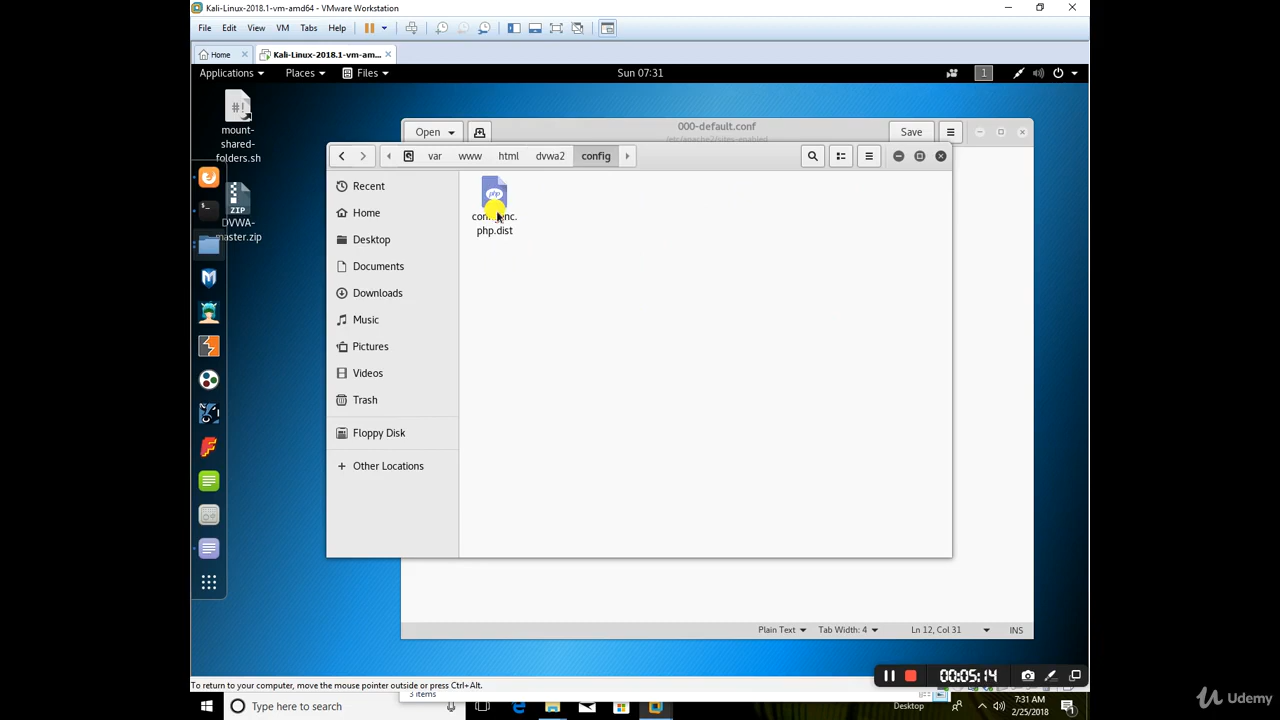 Kali-Linux-2018.1-vm-amd64 - VMware Workstation
File Edit View VM Tabs Help
Home Kali-Linux-2018.1-vm-am...
Applications Places Files Sun 07:31 1
mount-
shared-
folders.sh
ZIP
DVWA-
master.zip
Open 000-default.conf Save
var www html dvwa2 config
php
php.dist
Recent
Home
Desktop
Documents
Downloads
Music
Pictures
Videos
Trash
Floppy Disk
+ Other Locations
Plain Text Tab Width: 4 Ln 12, Col 31 INS
00:05:14
To return to your computer, move the mouse pointer outside or press Ctrl+Alt.
3 items
Type here to search
Desktop
7:31 AM
2/25/2018
Udemy